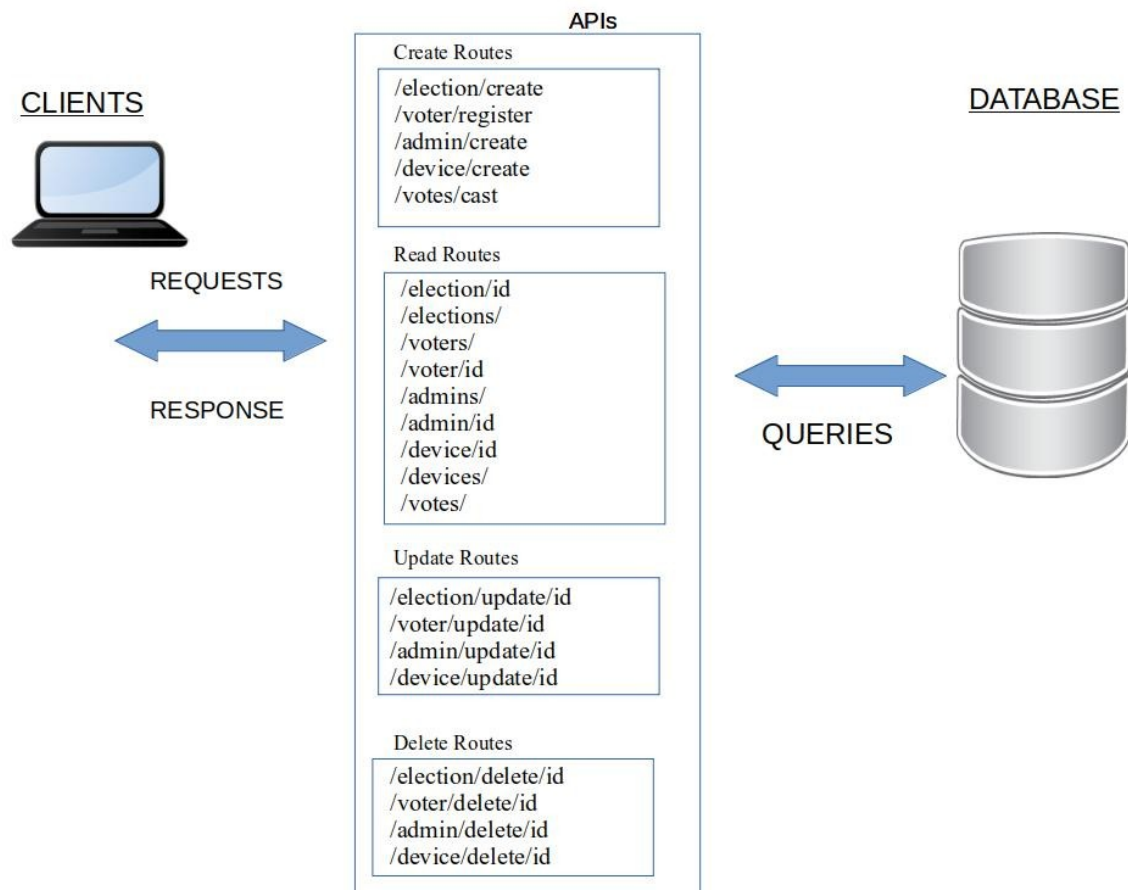 APIs
Create Routes
/election/create
/voter/register
/admin/create
/device/create
/votes/cast
CLIENTS
DATABASE
Read Routes
/election/id
/elections/
/voters/
/voter/id
/admins/
/admin/id
/device/id
/devices/
/votes/
REQUESTS
RESPONSE
QUERIES
Update Routes
/election/update/id
/voter/update/id
/admin/update/id
/device/update/id
Delete Routes
/election/delete/id
/voter/delete/id
/admin/delete/id
/device/delete/id